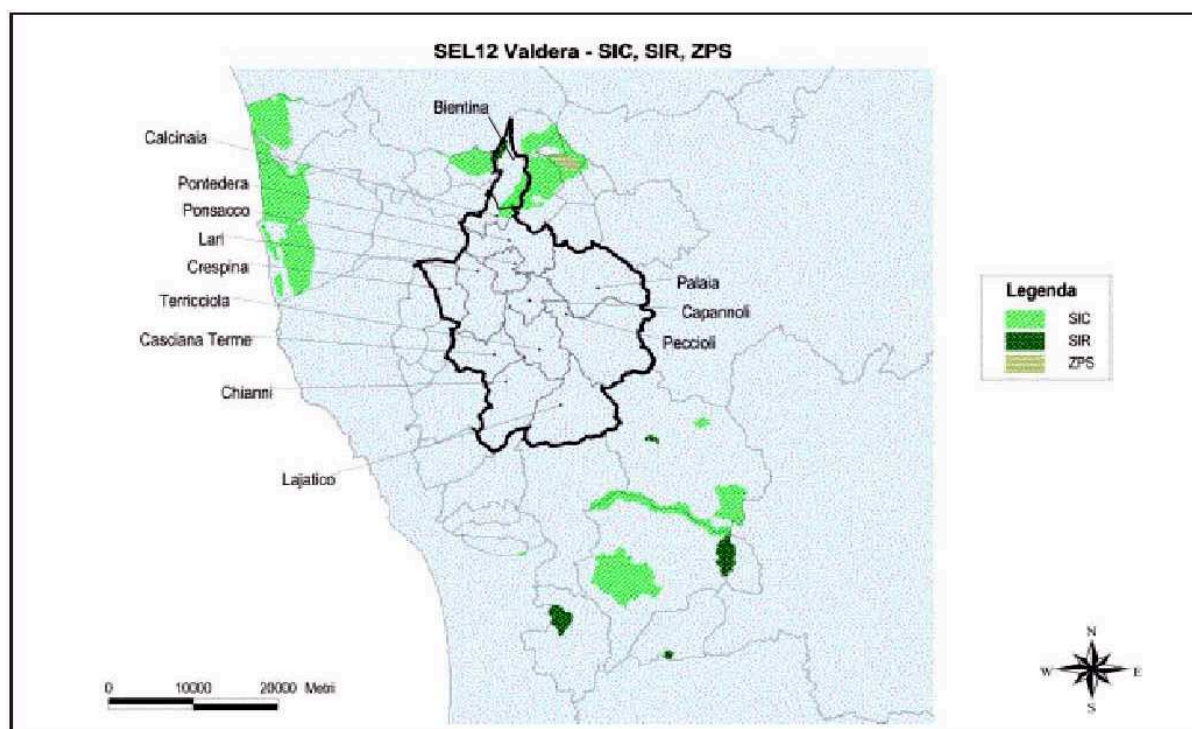 SEL12 Valdera - SIC, SIR, ZPS
Bientina
Calcinaia
Pontedera
Ponsacco
Lari
Crespina
Terricciola
Casciana Terme
Chianni
Lajatico
Palaia
Capannoli
Peccioli
Legenda
SIC
SIR
ZPS
0 10000 20000 Metri
N
W E
S